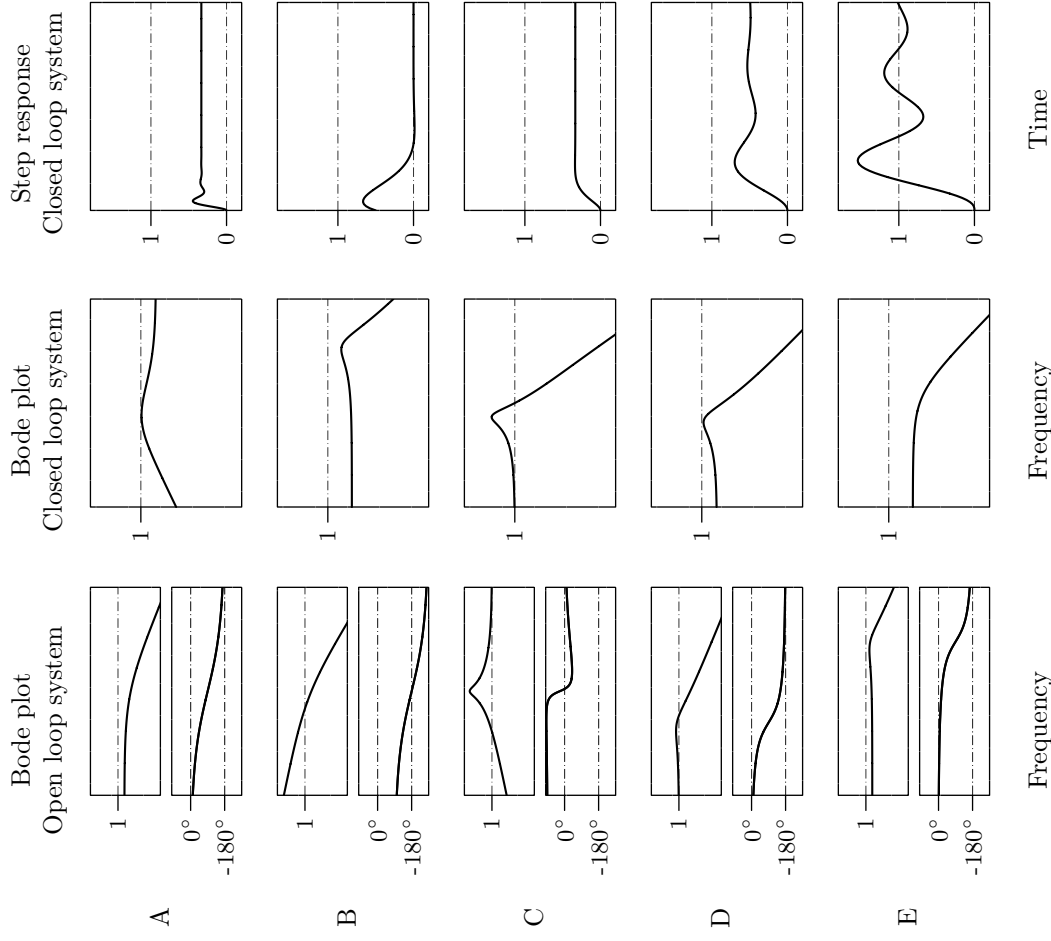 Bode plot
Open loop system
Bode plot
Closed loop system
Step response
Closed loop system
A
1
0°
-180°
1
1
0
B
1
0°
-180°
1
1
0
C
1
0°
-180°
1
1
0
D
1
0°
-180°
1
1
0
E
1
0°
-180°
1
1
0
Frequency
Frequency
Time